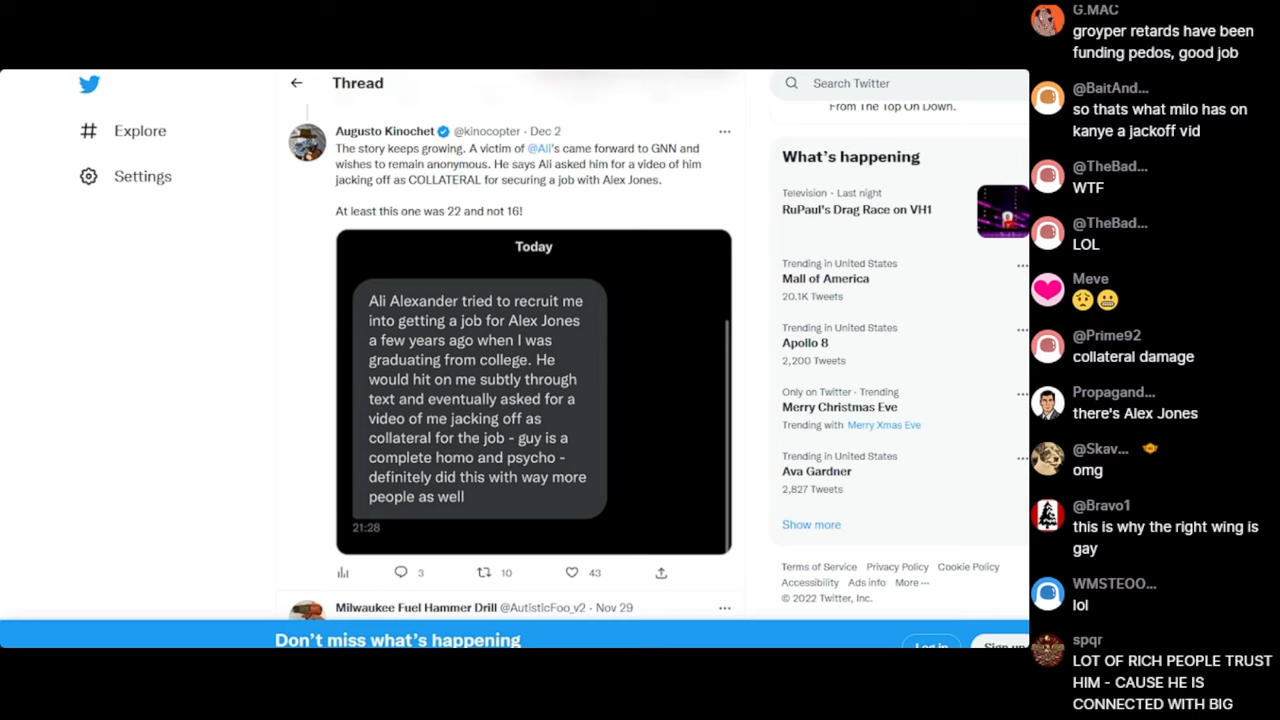 Explore
Settings
Thread
Augusto Kinochet @kinocopter · Dec 2
The story keeps growing. A victim of @Ali's came forward to GNN and
wishes to remain anonymous. He says Ali asked him for a video of him
jacking off as COLLATERAL for securing a job with Alex Jones.
At least this one was 22 and not 16!
Today
Ali Alexander tried to recruit me
into getting a job for Alex Jones
a few years ago when I was
graduating from college. He
would hit on me subtly through
text and eventually asked for a
video of me jacking off as
collateral for the job - guy is a
complete homo and psycho -
definitely did this with way more
people as well
21:28
3
10
43
Milwaukee Fuel Hammer Drill @AutisticFoo_v2 · Nov 29
Don't miss what's happening
Log in
Sign up
Search Twitter
From The Top On Down.
What's happening
Television · Last night
RuPaul's Drag Race on VH1
Trending in United States
Mall of America
20.1K Tweets
Trending in United States
Apollo 8
2,200 Tweets
Only on Twitter · Trending
Merry Christmas Eve
Trending with Merry Xmas Eve
Trending in United States
Ava Gardner
2,827 Tweets
Show more
Terms of Service Privacy Policy Cookie Policy
Accessibility Ads info More ···
© 2022 Twitter, Inc.
G.MAC
groyper retards have been
funding pedos, good job
@BaitAnd...
so thats what milo has on
kanye a jackoff vid
@TheBad...
WTF
@TheBad...
LOL
Meve
😟😬
@Prime92
collateral damage
Propagand...
there's Alex Jones
@Skav...
omg
@Bravo1
this is why the right wing is
gay
WMSTEOO...
lol
spqr
LOT OF RICH PEOPLE TRUST
HIM - CAUSE HE IS
CONNECTED WITH BIG